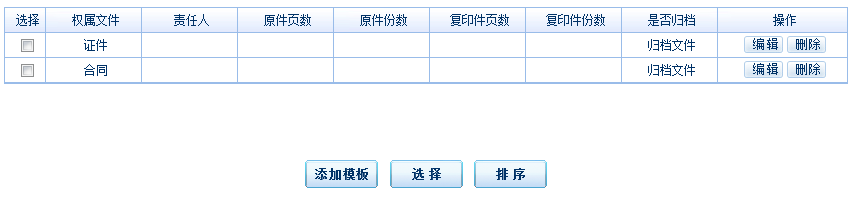 选择 权属文件 责任人 原件页数 原件份数 复印件页数 复印件份数 是否归档 操作
证件 归档文件 编辑 删除
合同 归档文件 编辑 删除
添加模板 选 择 排 序